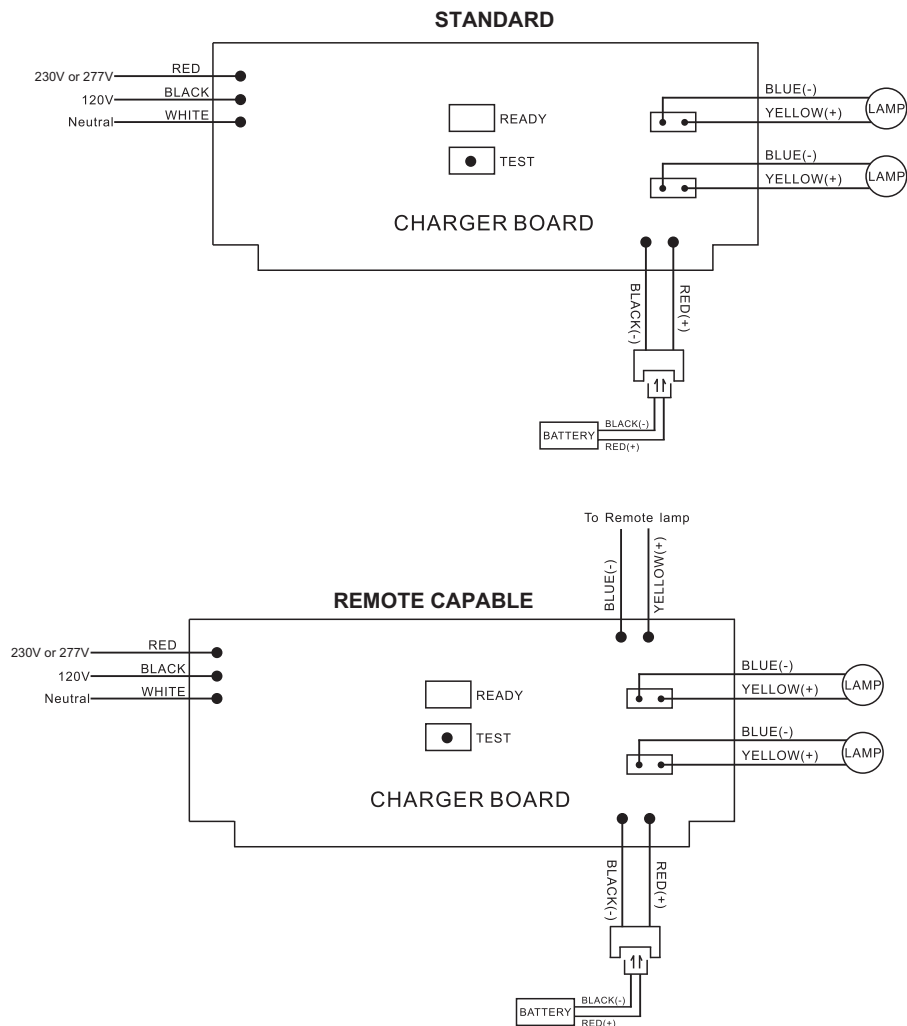 STANDARD
230V or 277V RED
120V BLACK
Neutral WHITE
READY
TEST
CHARGER BOARD
BLUE(-)
YELLOW(+)
LAMP
BLUE(-)
YELLOW(+)
LAMP
BLACK(-)
RED(+)
BATTERY
BLACK(-)
RED(+)
To Remote lamp
BLUE(-)
YELLOW(+)
REMOTE CAPABLE
230V or 277V RED
120V BLACK
Neutral WHITE
READY
TEST
CHARGER BOARD
BLUE(-)
YELLOW(+)
LAMP
BLUE(-)
YELLOW(+)
LAMP
BLACK(-)
RED(+)
BATTERY
BLACK(-)
RED(+)